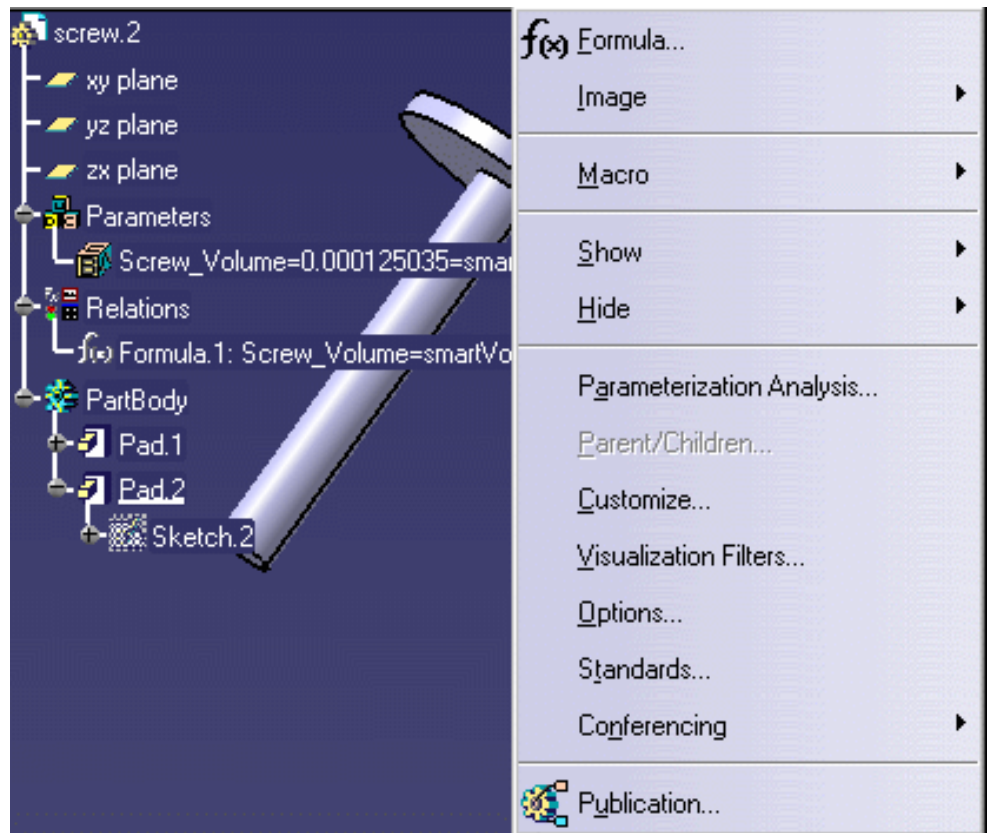 screw.2
xy plane
yz plane
zx plane
Parameters
Screw_Volume=0.000125035=smar
Relations
f(x) Formula.1: Screw_Volume=smartVo
PartBody
Pad.1
Pad.2
Sketch.2
f(x) Formula...
Image
Macro
Show
Hide
Parameterization Analysis...
Parent/Children...
Customize...
Visualization Filters...
Options...
Standards...
Conferencing
Publication...